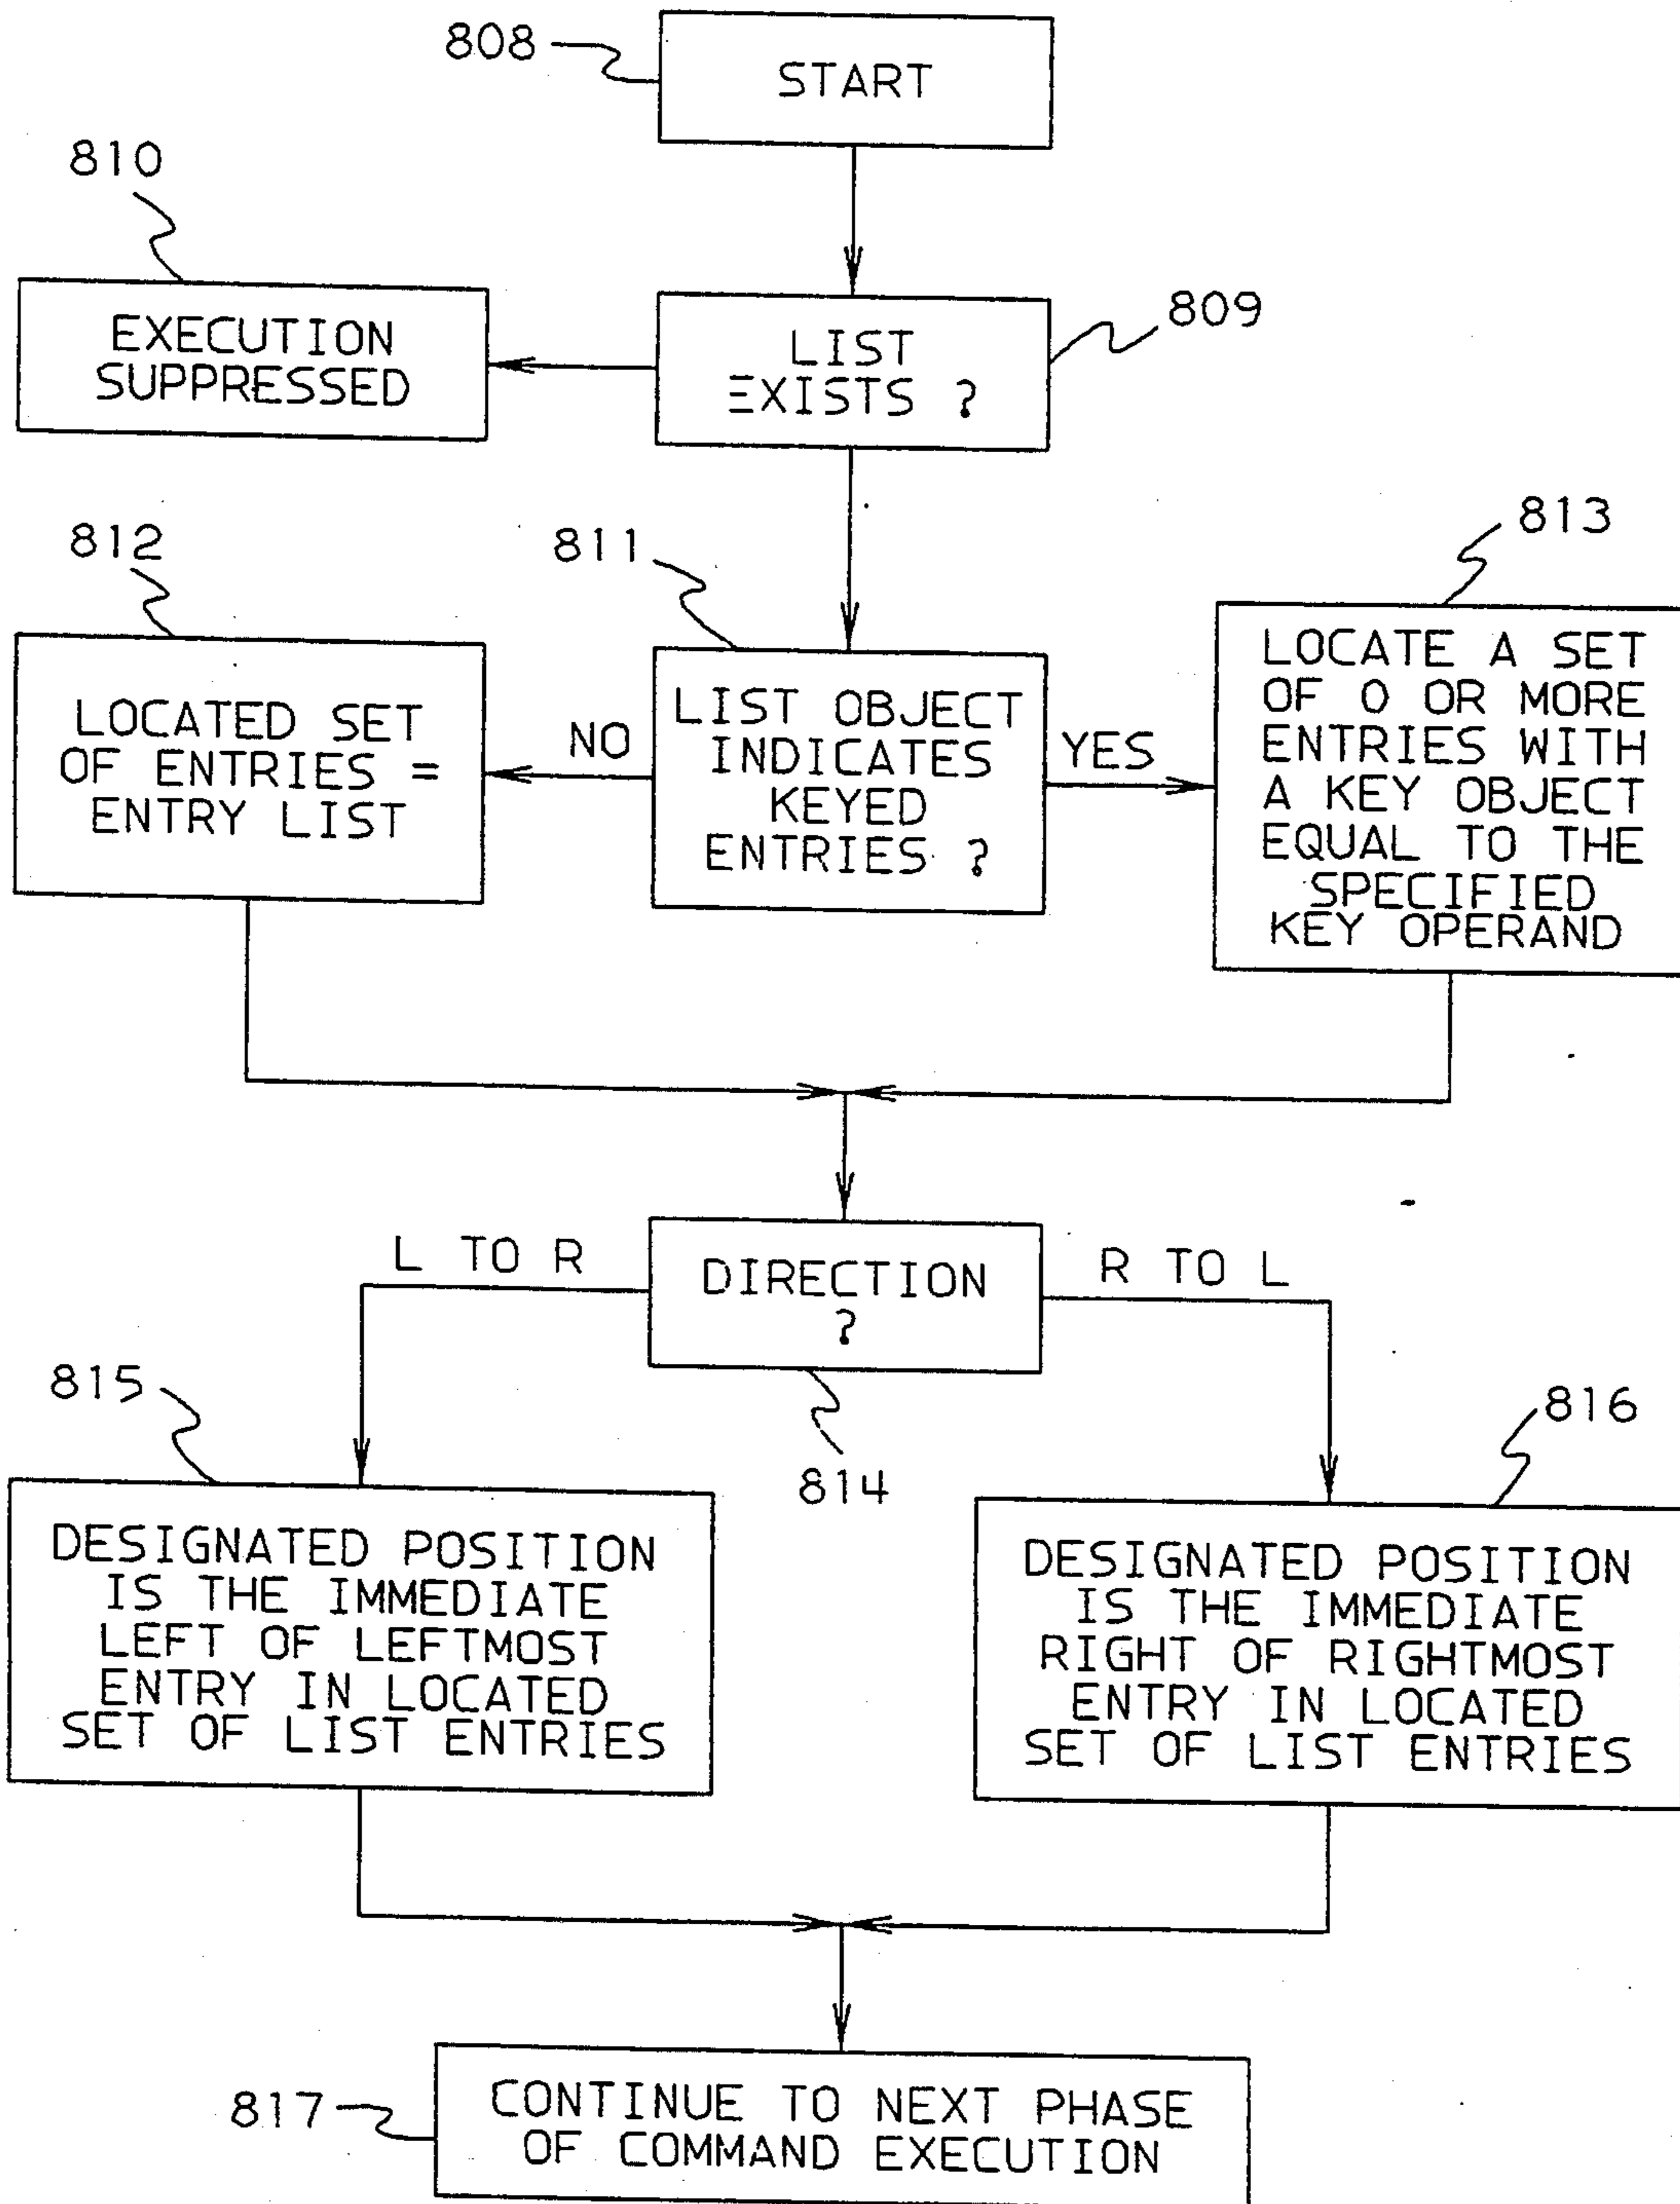 808
START
810
EXECUTION
SUPPRESSED
LIST
EXISTS ?
809
812
811
813
LOCATED SET
OF ENTRIES =
ENTRY LIST
NO
LIST OBJECT
INDICATES
KEYED
ENTRIES ?
YES
LOCATE A SET
OF 0 OR MORE
ENTRIES WITH
A KEY OBJECT
EQUAL TO THE
SPECIFIED
KEY OPERAND
L TO R
DIRECTION
?
R TO L
815
814
816
DESIGNATED POSITION
IS THE IMMEDIATE
LEFT OF LEFTMOST
ENTRY IN LOCATED
SET OF LIST ENTRIES
DESIGNATED POSITION
IS THE IMMEDIATE
RIGHT OF RIGHTMOST
ENTRY IN LOCATED
SET OF LIST ENTRIES
817
CONTINUE TO NEXT PHASE
OF COMMAND EXECUTION